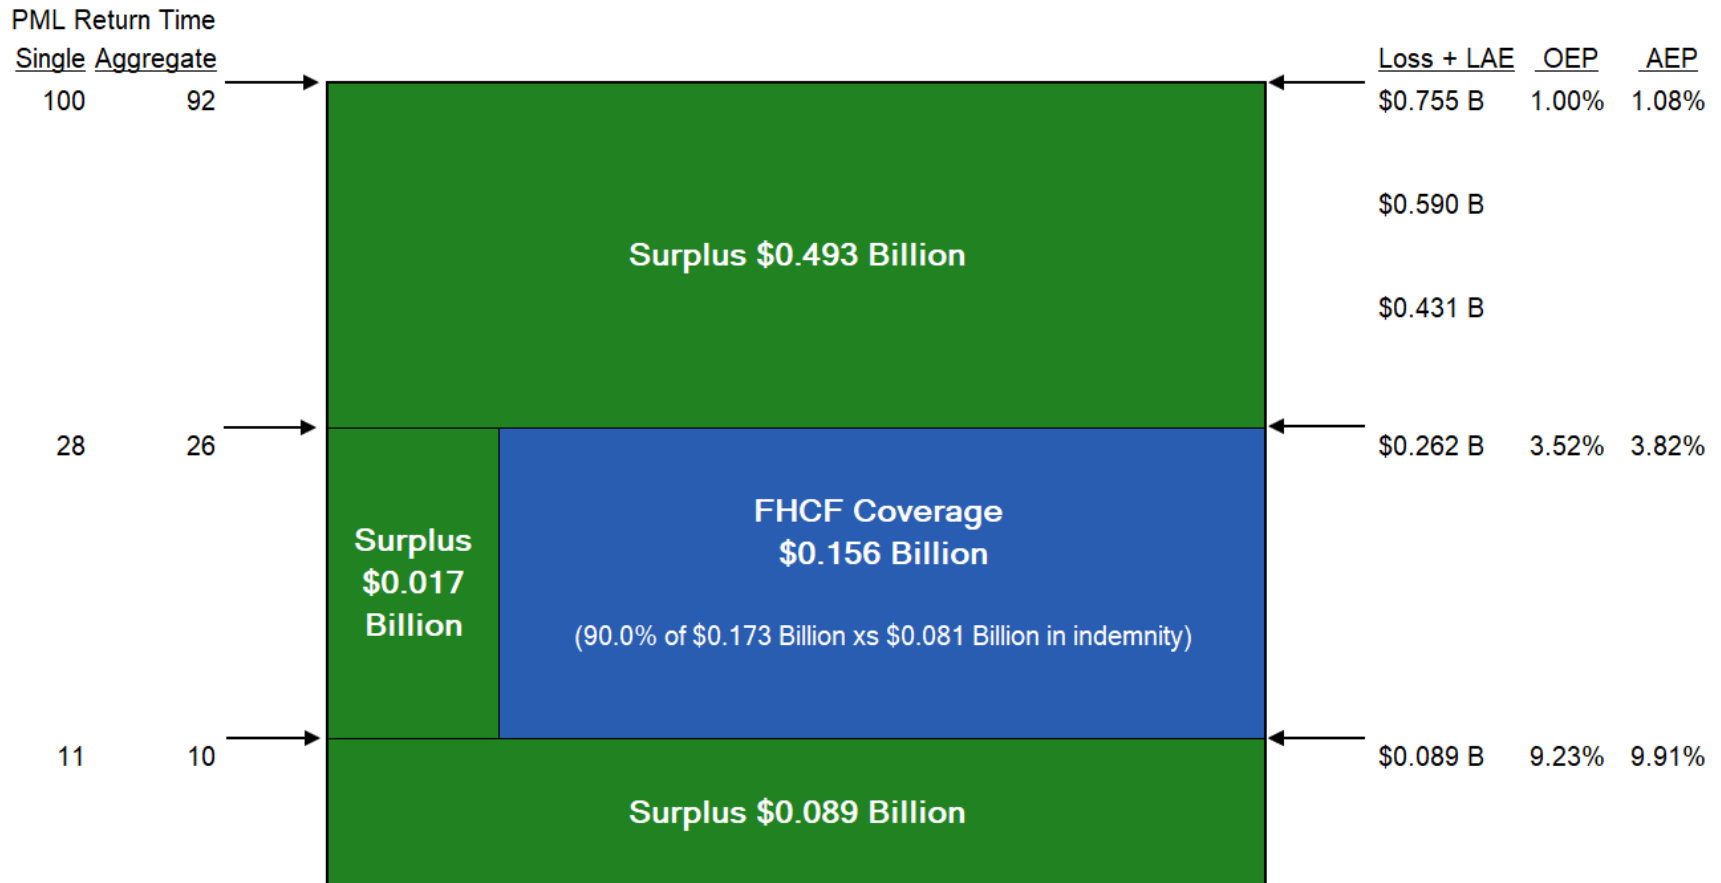 PML Return Time
Single Aggregate Loss + LAE OEP AEP
100 92 $0.755 B 1.00% 1.08%
$0.590 B
Surplus $0.493 Billion
$0.431 B
28 26 $0.262 B 3.52% 3.82%
FHCF Coverage
$0.156 Billion
(90.0% of $0.173 Billion xs $0.081 Billion in indemnity)
Surplus
$0.017
Billion
11 10 $0.089 B 9.23% 9.91%
Surplus $0.089 Billion